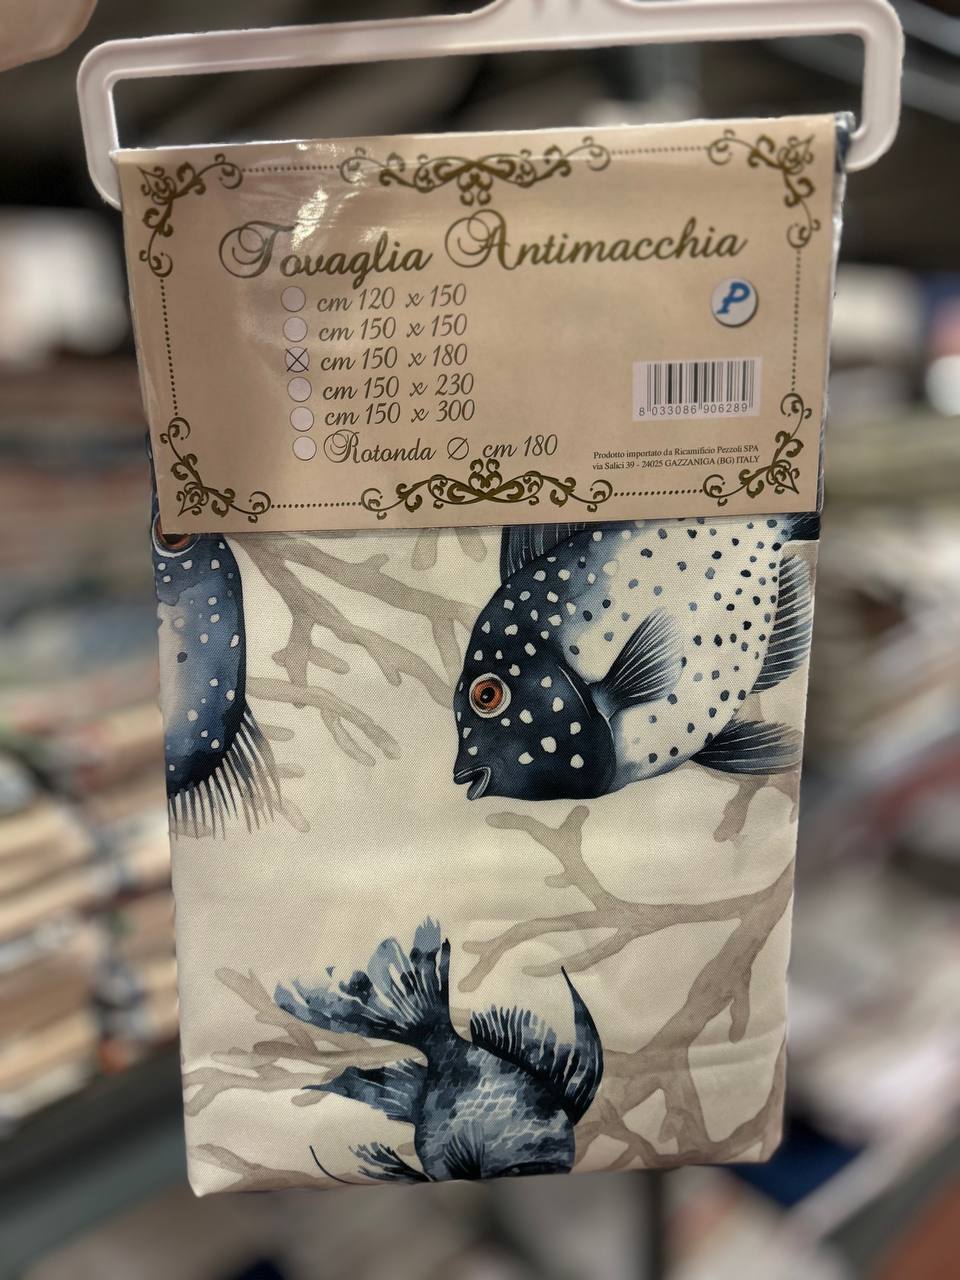 Tovaglia Antimacchia
cm 120 x 150
cm 150 x 150
cm 150 x 180
cm 150 x 230
cm 150 x 300
Rotonda Ø cm 180
P
8 033086 906289
Prodotto importato da Ricamificio Pezzoli SPA
via Salici 39 - 24025 GAZZANIGA (BG) ITALY